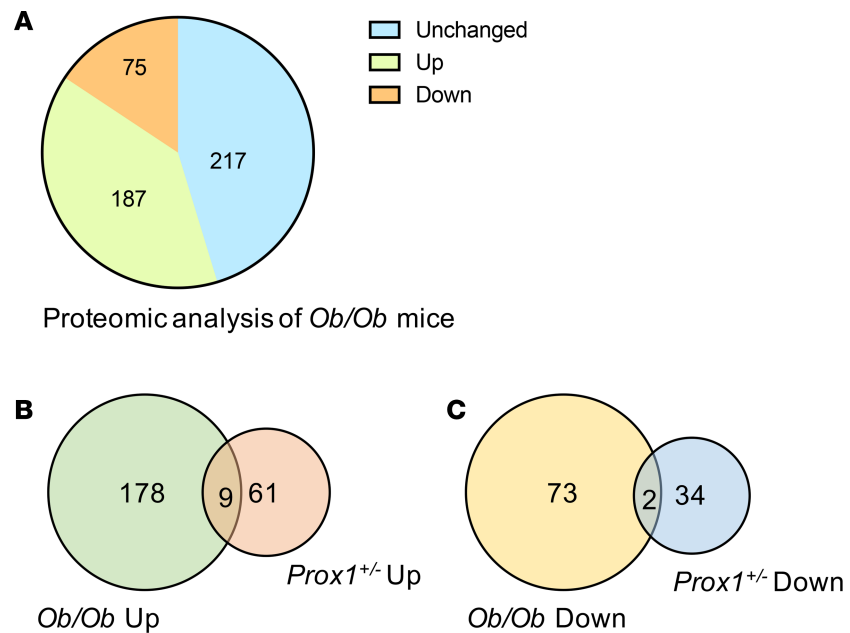 A
Unchanged
Up
Down
75
217
187
Proteomic analysis of Ob/Ob mice
B
178
9
61
Prox1+/- Up
Ob/Ob Up
C
73
2
34
Prox1+/- Down
Ob/Ob Down